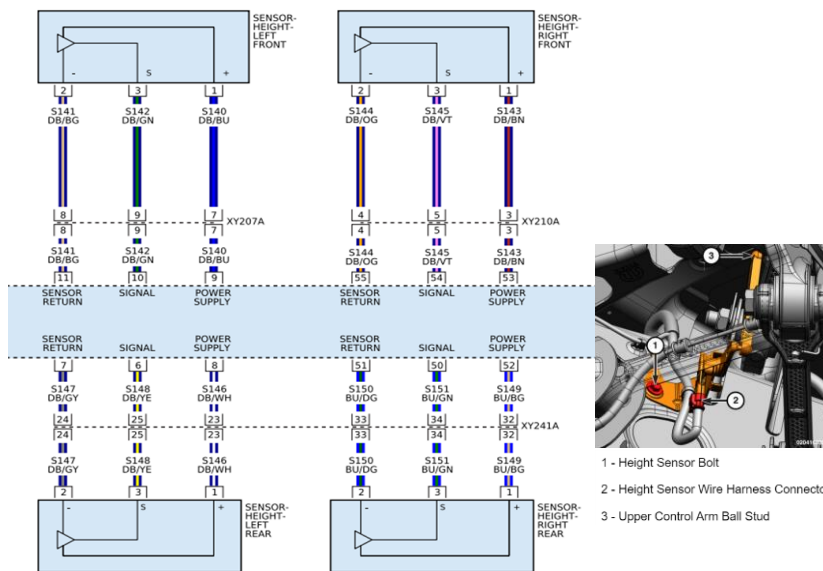 SENSOR-
HEIGHT-
LEFT
FRONT
- S +
2 3 1
S141 S142 S140
DB/BG DB/GN DB/BU
8 9 7
XY207A
8 9 7
S141 S142 S140
DB/BG DB/GN DB/BU
11 10 9
SENSOR RETURN SIGNAL POWER SUPPLY
SENSOR-
HEIGHT-
RIGHT
FRONT
- S +
2 3 1
S144 S145 S143
DB/OG DB/VT DB/BN
4 5 3
XY210A
4 5 3
S144 S145 S143
DB/OG DB/VT DB/BN
55 54 53
SENSOR RETURN SIGNAL POWER SUPPLY
SENSOR RETURN SIGNAL POWER SUPPLY
7 6 8
S147 S148 S146
DB/GY DB/YE DB/WH
24 25 23
24 25 23
S147 S148 S146
DB/GY DB/YE DB/WH
2 3 1
- S +
SENSOR-
HEIGHT-
LEFT
REAR
SENSOR RETURN SIGNAL POWER SUPPLY
51 50 52
S150 S151 S149
BU/DG BU/GN BU/BG
33 34 32
XY241A
33 34 32
S150 S151 S149
BU/DG BU/GN BU/BG
2 3 1
- S +
SENSOR-
HEIGHT-
RIGHT
REAR
3
1
2
1 - Height Sensor Bolt
2 - Height Sensor Wire Harness Connecto
3 - Upper Control Arm Ball Stud